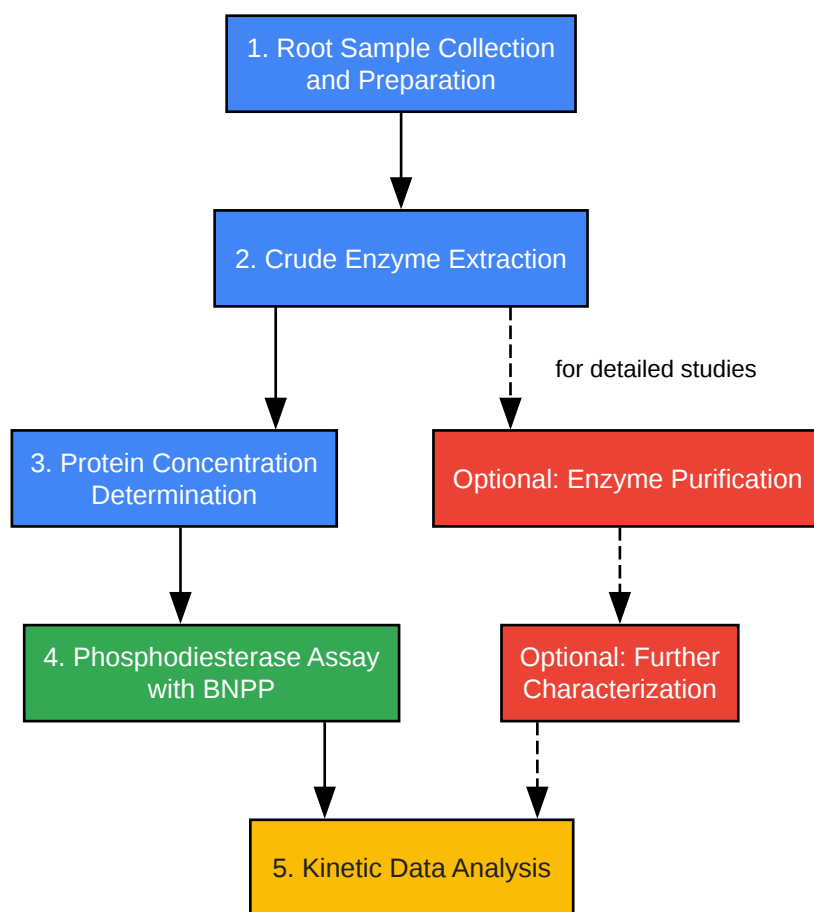 1. Root Sample Collection
and Preparation
2. Crude Enzyme Extraction
for detailed studies
3. Protein Concentration
Determination
Optional: Enzyme Purification
4. Phosphodiesterase Assay
with BNPP
Optional: Further
Characterization
5. Kinetic Data Analysis